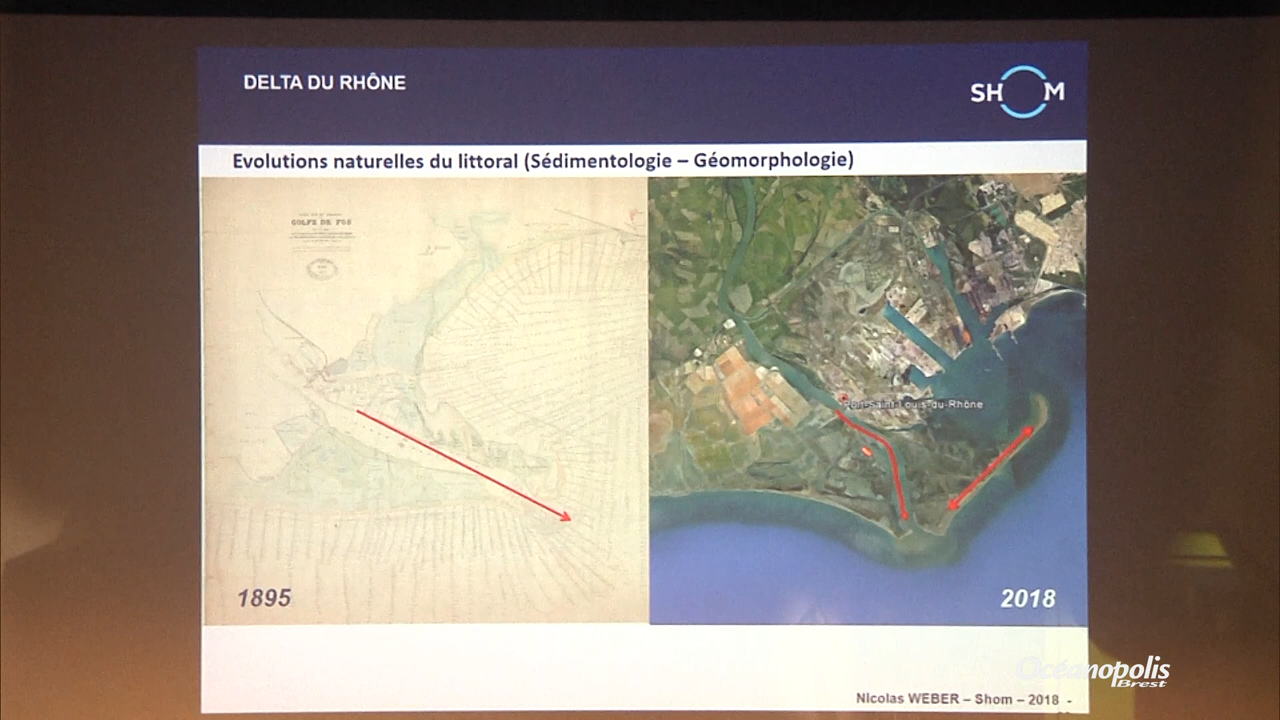 DELTA DU RHÔNE
SHOM
Evolutions naturelles du littoral (Sédimentologie – Géomorphologie)
GOLFE DE FOS
Port-Saint-Louis-du-Rhône
1895
2018
Océanopolis
Brest
Nicolas WEBER – Shom – 2018 -